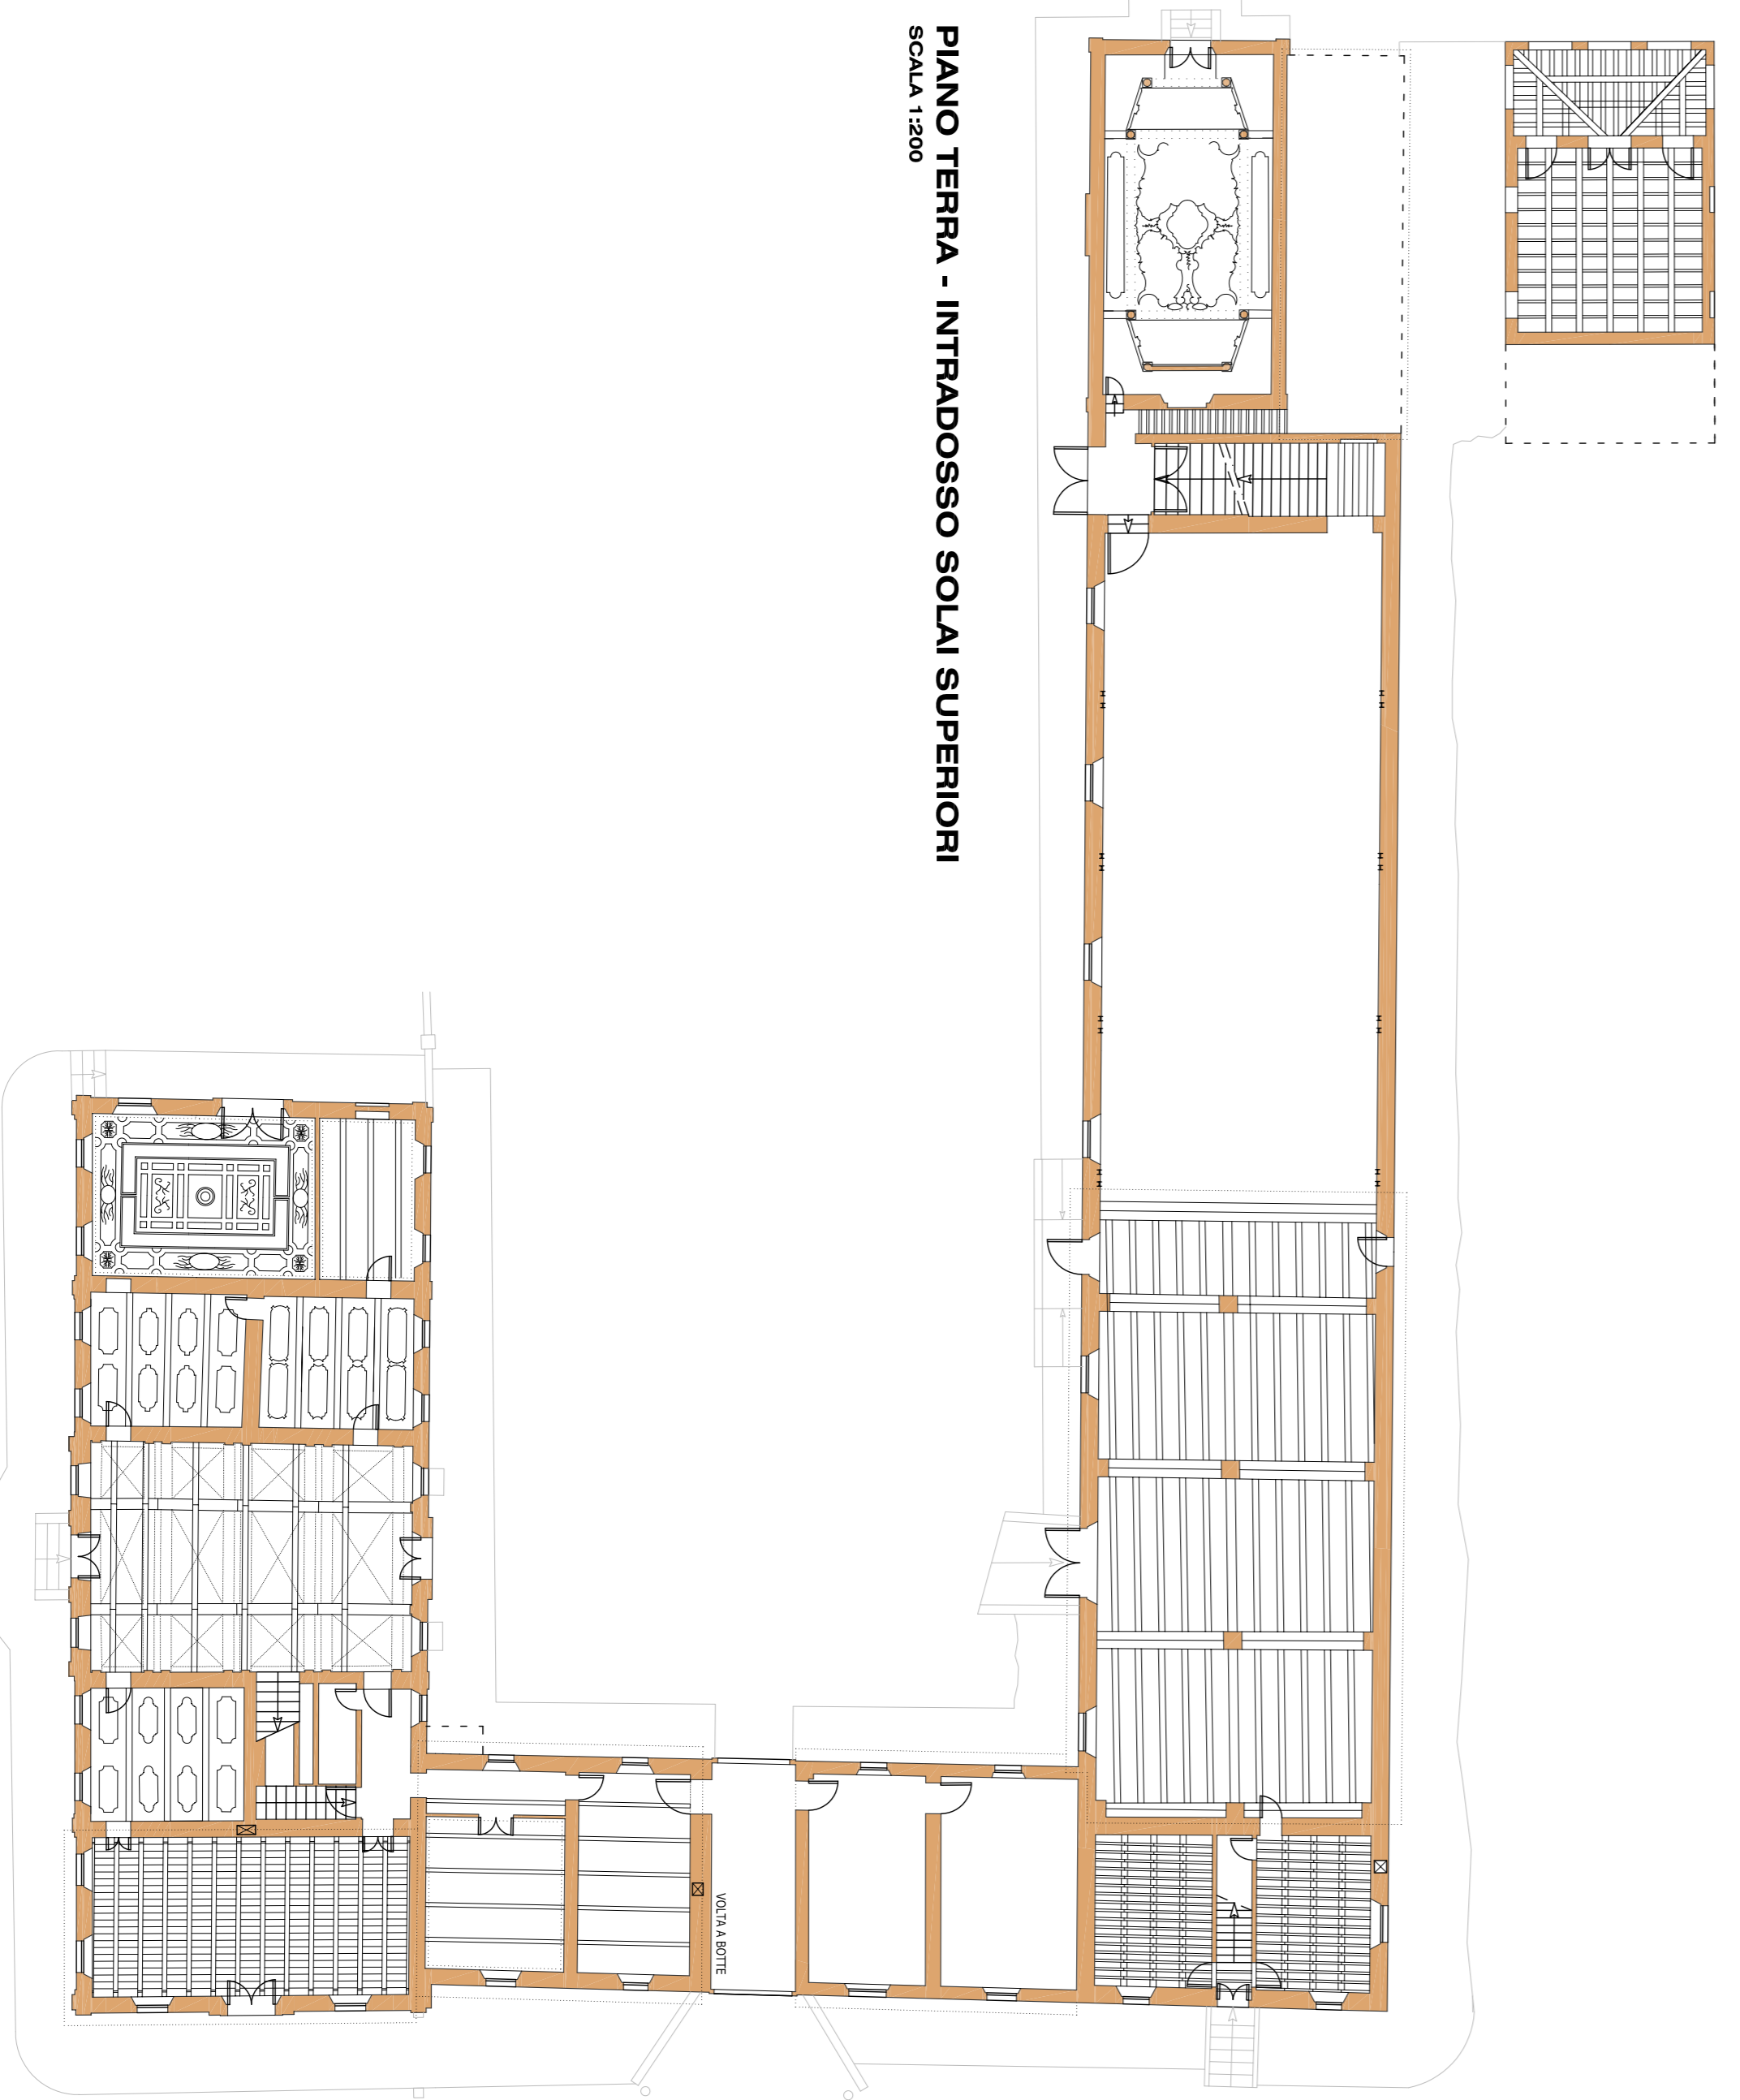 PIANO TERRA - INTRADOSSO SOLAI SUPERIORI
SCALA 1:200
VOLTA A BOTTE